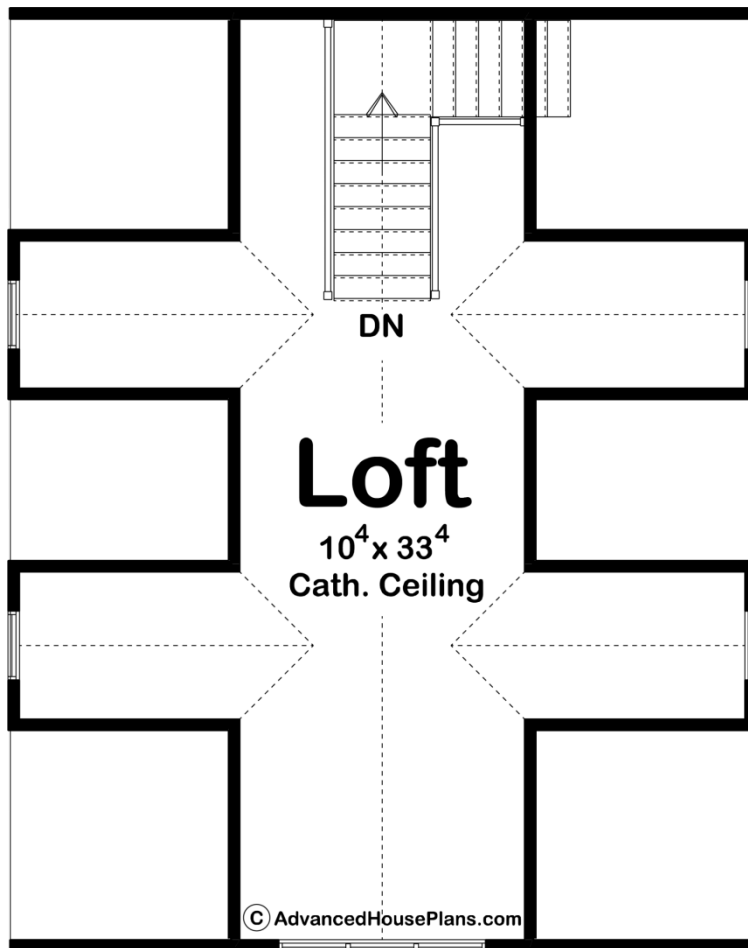 DN
Loft
10⁴ x 33⁴
Cath. Ceiling
© AdvancedHousePlans.com